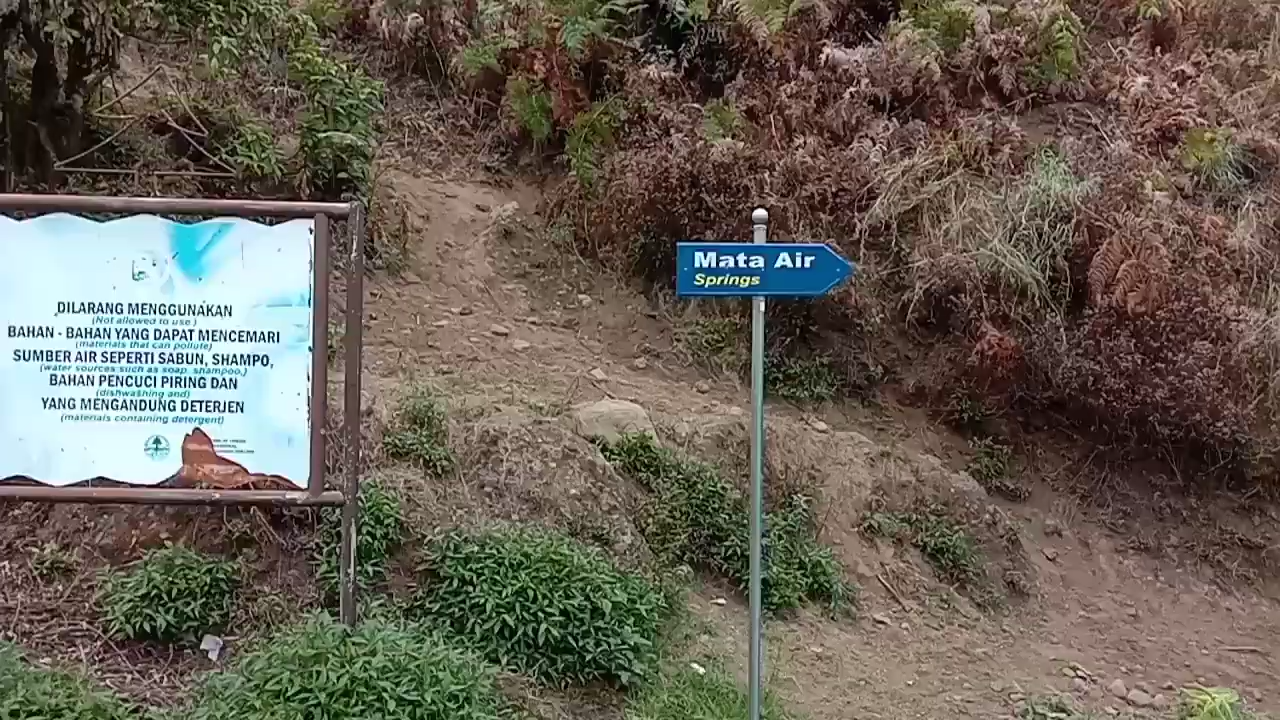 DILARANG MENGGUNAKAN
(Not allowed to use )
BAHAN - BAHAN YANG DAPAT MENCEMARI
(materials that can pollute)
SUMBER AIR SEPERTI SABUN, SHAMPO,
(water sources such as soap, shampoo,)
BAHAN PENCUCI PIRING DAN
(dishwashing and)
YANG MENGANDUNG DETERJEN
(materials containing detergent)
Mata Air
Springs